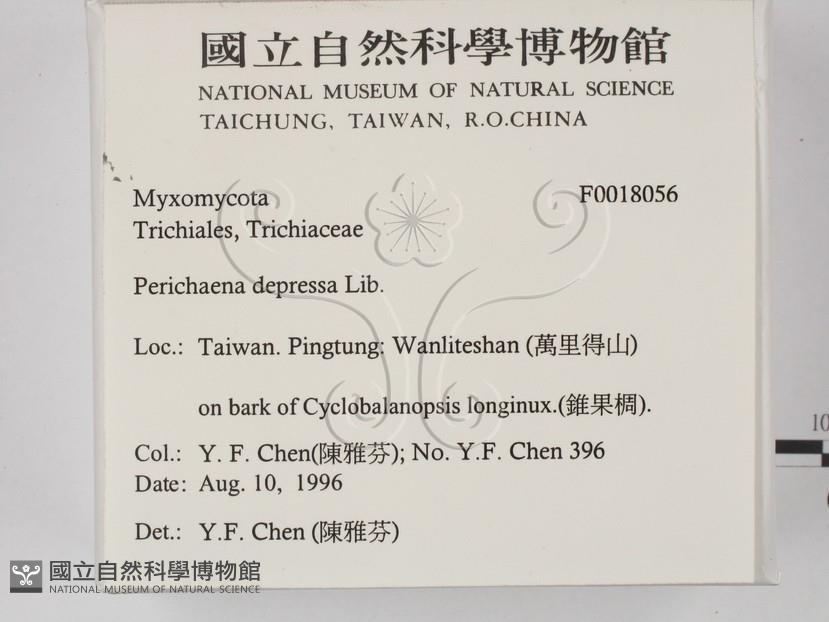 國立自然科學博物館
NATIONAL MUSEUM OF NATURAL SCIENCE
TAICHUNG, TAIWAN, R.O.CHINA
Myxomycota F0018056
Trichiales, Trichiaceae
Perichaena depressa Lib.
Loc.: Taiwan. Pingtung: Wanliteshan (萬里得山)
on bark of Cyclobalanopsis longinux.(錐果椆).
Col.: Y. F. Chen(陳雅芬); No. Y.F. Chen 396
Date: Aug. 10, 1996
Det.: Y.F. Chen (陳雅芬)
國立自然科學博物館
NATIONAL MUSEUM OF NATURAL SCIENCE
10